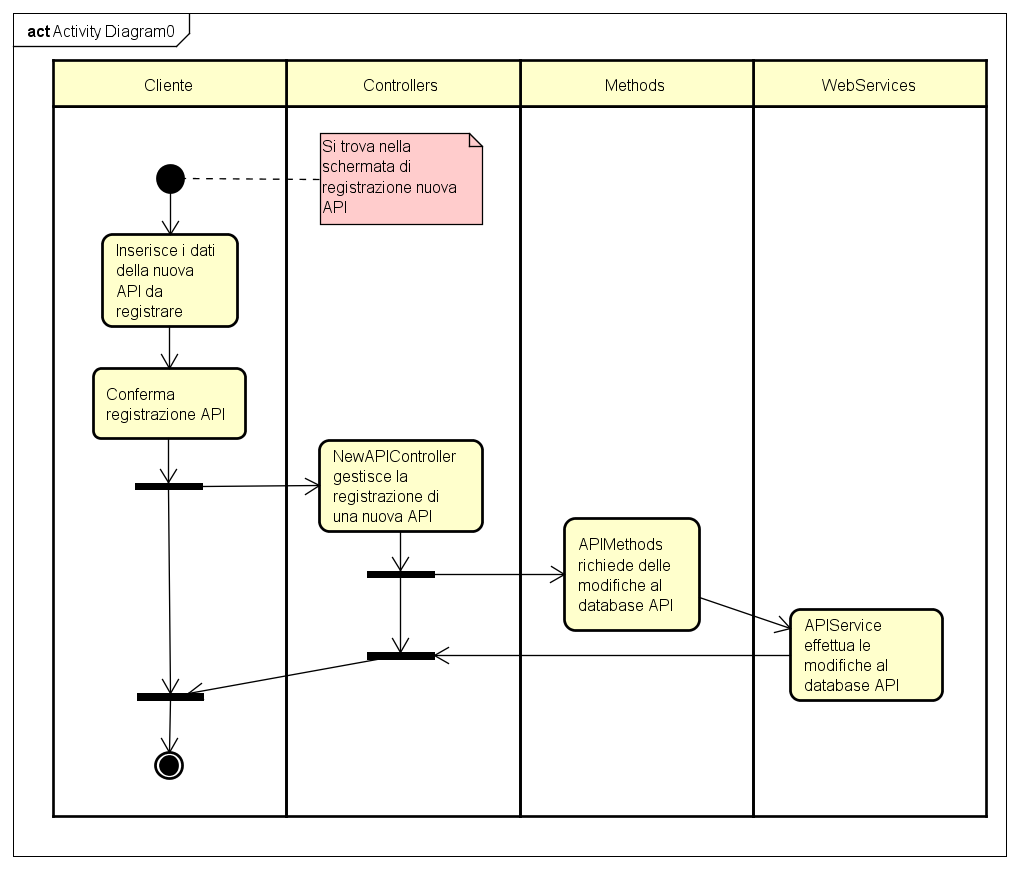 act Activity Diagram0
Cliente
Controllers
Methods
WebServices
Si trova nella
schermata di
registrazione nuova
API
Inserisce i dati
della nuova
API da
registrare
Conferma
registrazione API
NewAPIController
gestisce la
registrazione di
una nuova API
APIMethods
richiede delle
modifiche al
database API
APIService
effettua le
modifiche al
database API